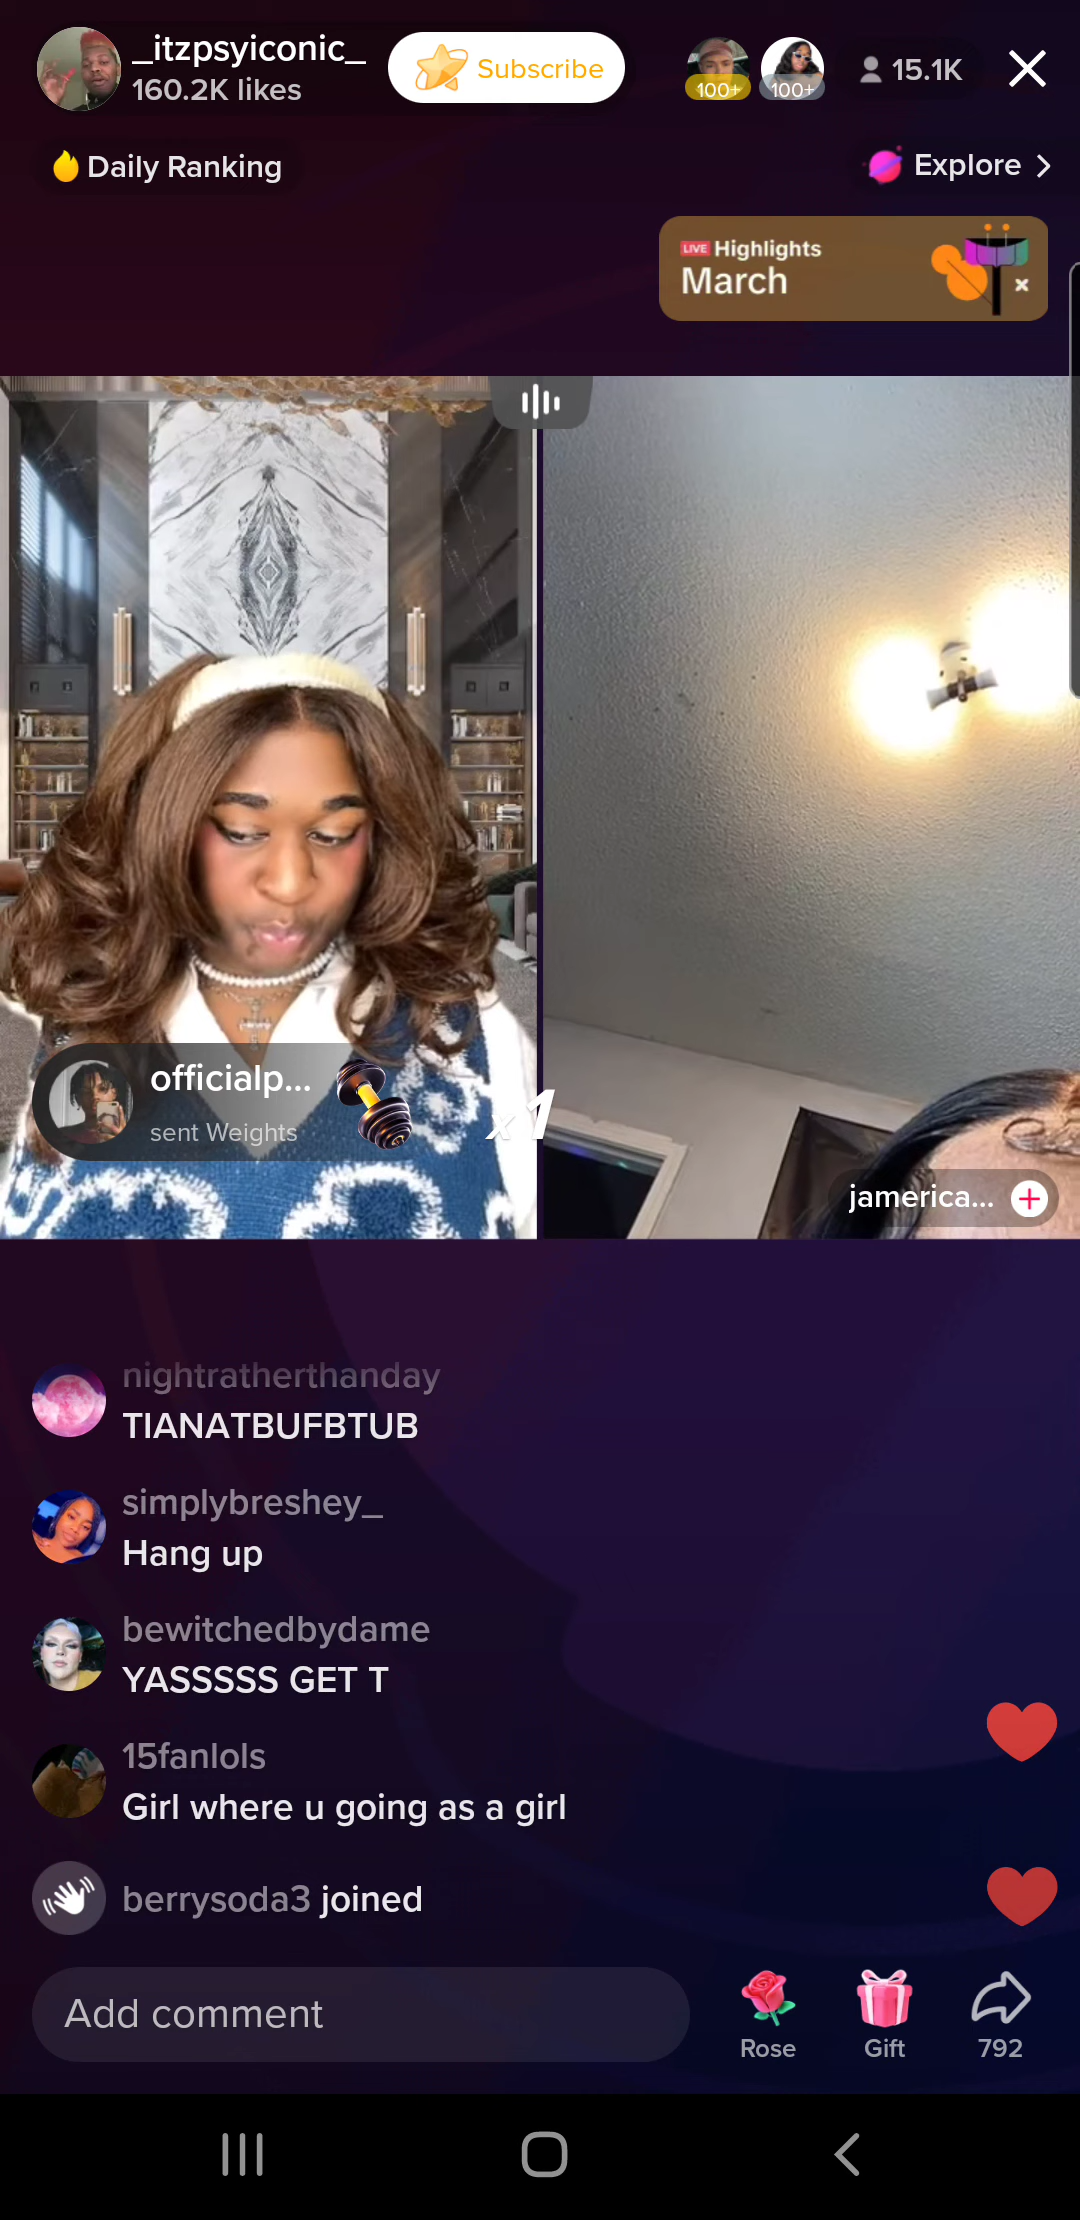 _itzpsyiconic_
160.2K likes
Subscribe
100+
100+
15.1K
Daily Ranking
Explore
LIVE Highlights
March
officialp...
sent Weights
x1
jamerica...
nightratherthanday
TIANATBUFBTUB
simplybreshey_
Hang up
bewitchedbydame
YASSSSS GET T
15fanlols
Girl where u going as a girl
berrysoda3 joined
Add comment
Rose
Gift
792